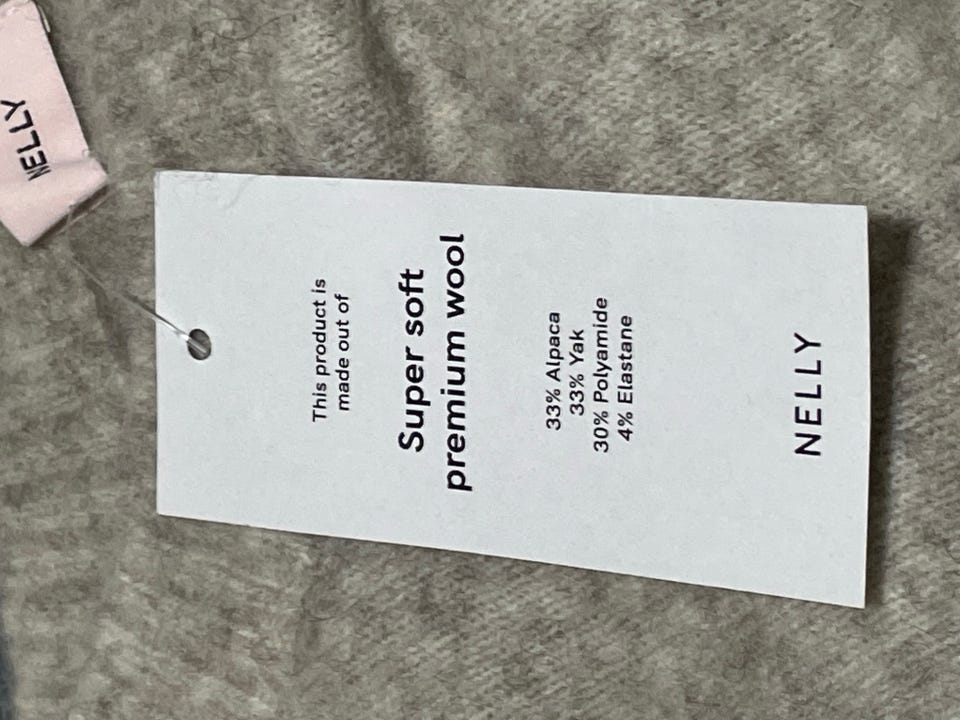 NELLY
This product is
made out of
Super soft
premium wool
33% Alpaca
33% Yak
30% Polyamide
4% Elastane
NELLY